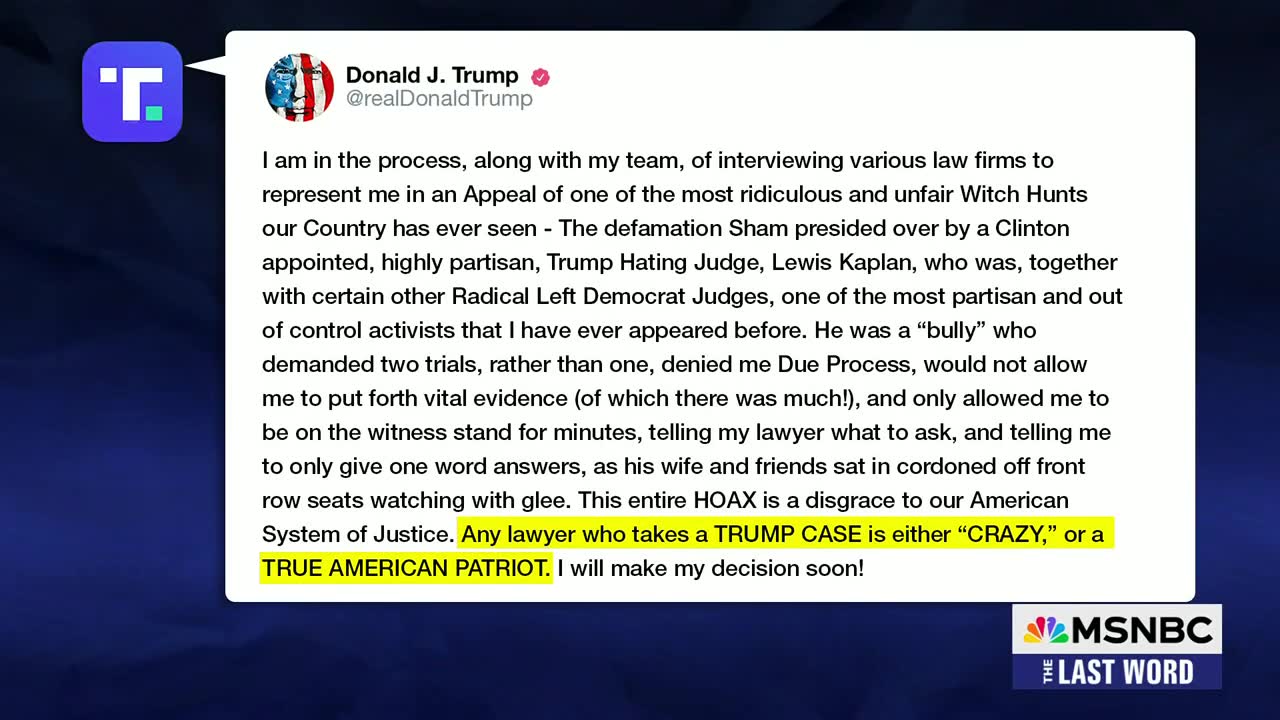 T.
Donald J. Trump
@realDonaldTrump
I am in the process, along with my team, of interviewing various law firms to
represent me in an Appeal of one of the most ridiculous and unfair Witch Hunts
our Country has ever seen - The defamation Sham presided over by a Clinton
appointed, highly partisan, Trump Hating Judge, Lewis Kaplan, who was, together
with certain other Radical Left Democrat Judges, one of the most partisan and out
of control activists that I have ever appeared before. He was a “bully” who
demanded two trials, rather than one, denied me Due Process, would not allow
me to put forth vital evidence (of which there was much!), and only allowed me to
be on the witness stand for minutes, telling my lawyer what to ask, and telling me
to only give one word answers, as his wife and friends sat in cordoned off front
row seats watching with glee. This entire HOAX is a disgrace to our American
System of Justice. Any lawyer who takes a TRUMP CASE is either “CRAZY,” or a
TRUE AMERICAN PATRIOT. I will make my decision soon!
MSNBC
THE LAST WORD